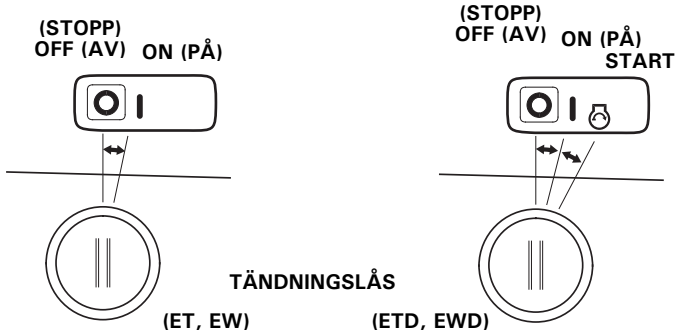 (STOPP)
OFF (AV) ON (PÅ)
(STOPP)
OFF (AV) ON (PÅ)
START
TÄNDNINGSLÅS
(ET, EW)
(ETD, EWD)